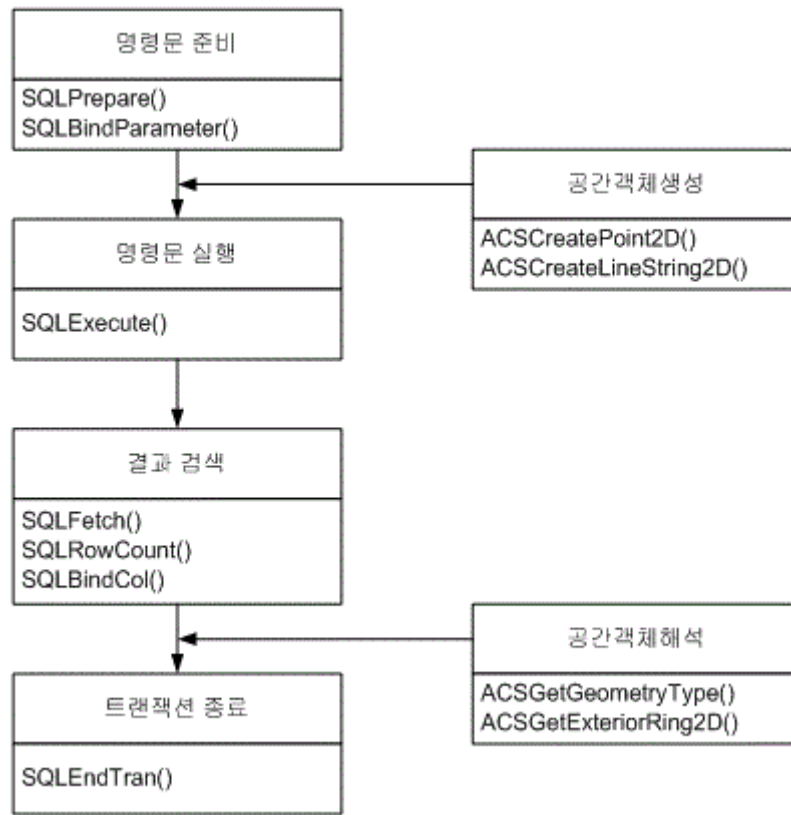 명령문 준비
SQLPrepare()
SQLBindParameter()
공간객체생성
ACSCreatePoint2D()
ACSCreateLineString2D()
명령문 실행
SQLExecute()
결과 검색
SQLFetch()
SQLRowCount()
SQLBindCol()
공간객체해석
ACSGetGeometryType()
ACSGetExteriorRing2D()
트랜잭션 종료
SQLEndTran()